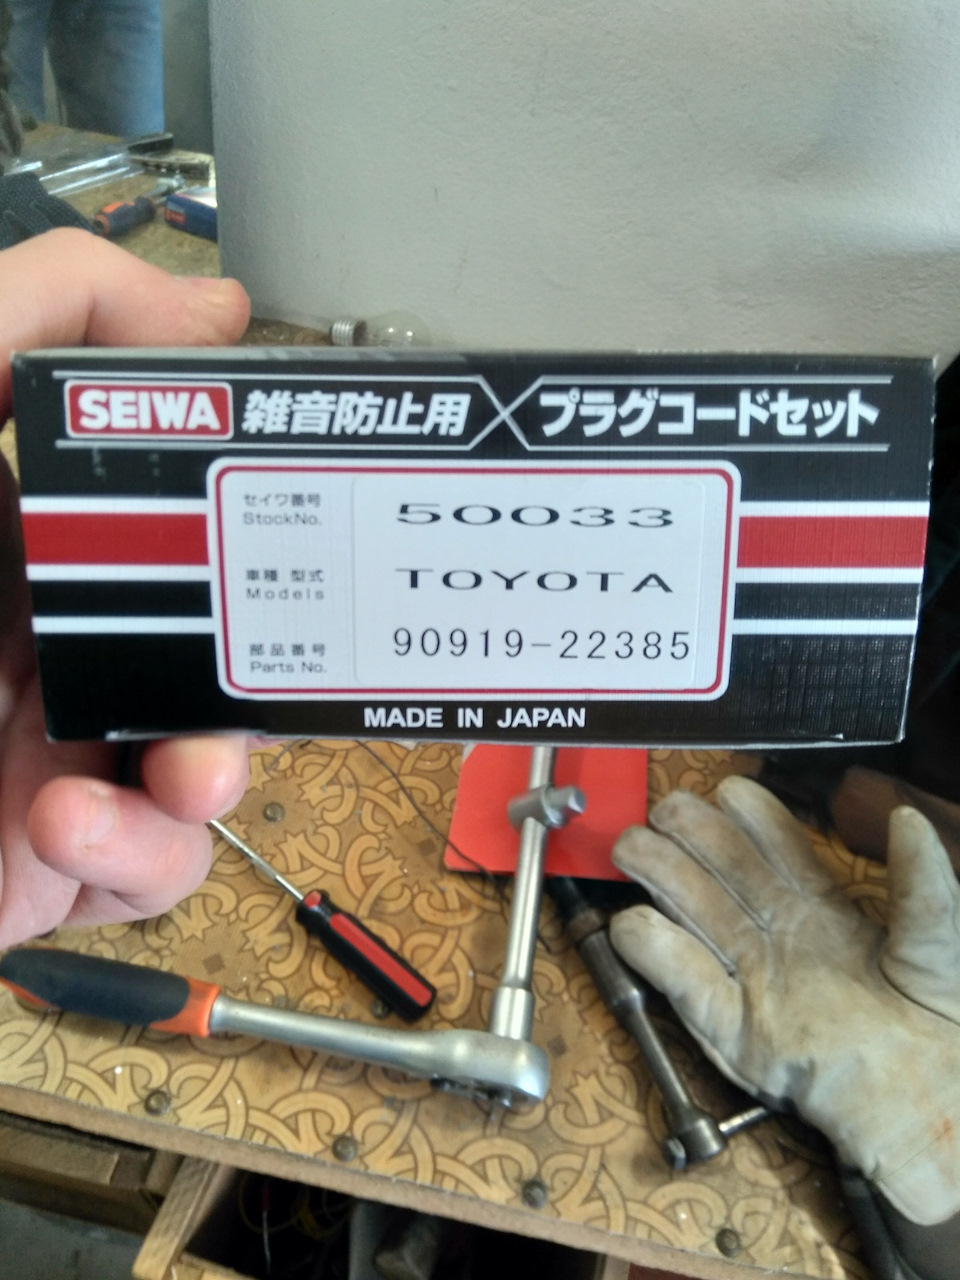 SEIWA 雑音防止用 プラグコードセット
セイワ番号
StockNo.
50033
車種 型式
Models
TOYOTA
部品番号
Parts No.
90919-22385
MADE IN JAPAN